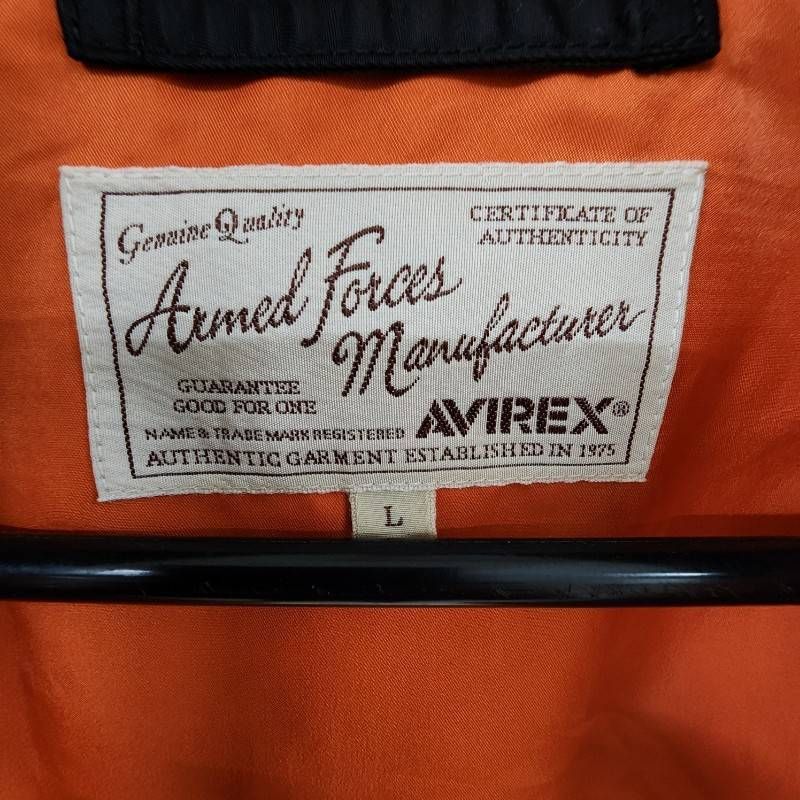 Genuine Quality
CERTIFICATE OF
AUTHENTICITY
Armed Forces
Manufacturer
GUARANTEE
GOOD FOR ONE
AVIREX®
NAME & TRADE MARK REGISTERED
AUTHENTIC GARMENT ESTABLISHED IN 1975
L